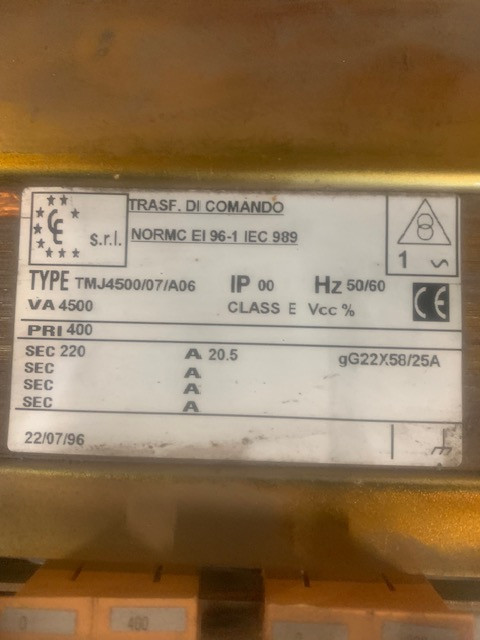 CE
s.r.l.
TRASF. DI COMANDO
NORMC EI 96-1 IEC 989
1 ~
TYPE TMJ4500/07/A06 IP 00 Hz 50/60
VA 4500 CLASS E Vcc % CE
PRI 400
SEC 220 A 20.5 gG22X58/25A
SEC A
SEC A
SEC A
22/07/96
0 400